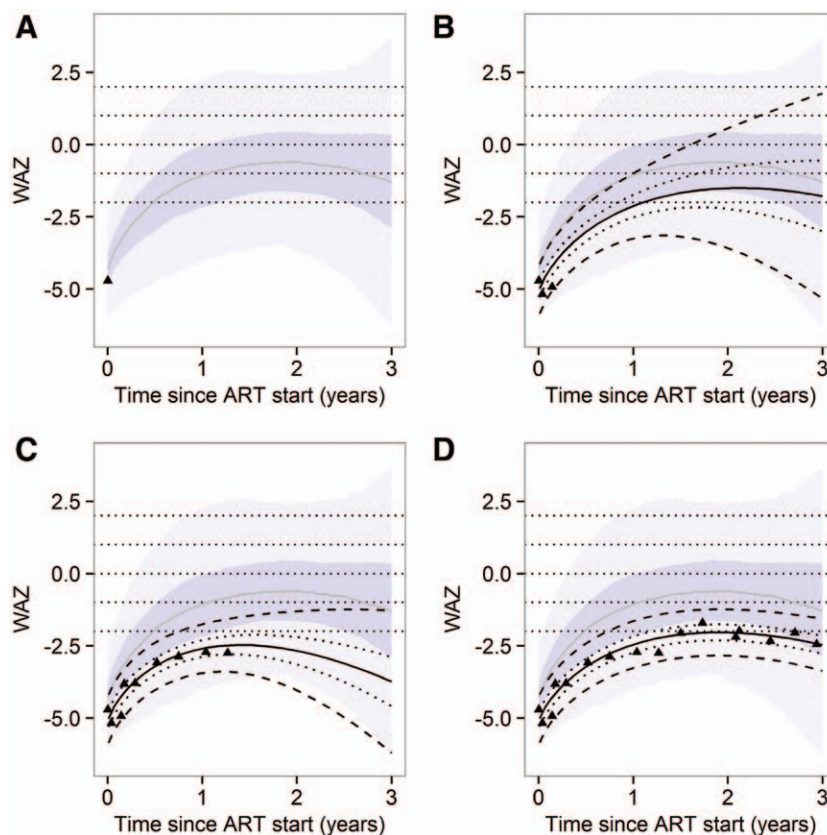 A B
2.5 2.5
0.0 0.0
WAZ WAZ
-2.5 -2.5
-5.0 -5.0
0 1 2 3 0 1 2 3
Time since ART start (years) Time since ART start (years)
C D
2.5 2.5
0.0 0.0
WAZ WAZ
-2.5 -2.5
-5.0 -5.0
0 1 2 3 0 1 2 3
Time since ART start (years) Time since ART start (years)